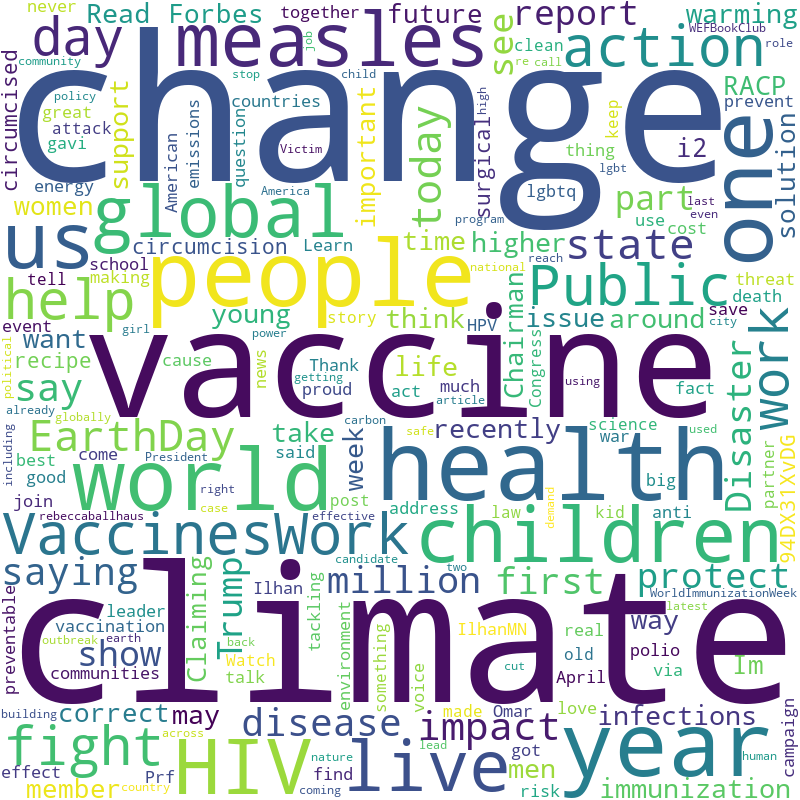 never
Read Forbes
together
future
report
warming
WEFBookClub
role
day
measles
job
see
action
clean
community
stop
child
re
call
change
policy
great
attack
gavi
circumcised
support
countries
American
emissions
question
Victim
high
important
today
surgical
keep
thing
RACP
prevent
i2
one
solution
energy
women
global
America
lgbtq
lgbt
part
last
even
program
use
cost
us
circumcision
Learn
time
higher
state
school
tell
making
people
reach
national
Public
threat
death
help
event
girl
power
young
story
think
HPV
Chairman
Congress
issue
around
save
city
want
recipe
cause
news
Thank
getting
proud
life
act
much
article
vaccine
using
fact
work
political
say
already
globally
EarthDay
including
best
good
come
President
carbon
take
said
week
recently
safe
science
war
used
big
Disaster
partner
94DX31XvDG
join
world
right
post
health
address
law
kid
anti
rebeccaballhaus
case
effective
demand
VaccinesWork
children
saying
Claiming
Trump
Ilhan
million
candidate
two
first
protect
WorldImmunizationWeek
latest
leader
vaccination
preventable
outbreak
earth
show
communities
climate
back
Watch
talk
tackling
environment
something
voice
IlhanMN
real
old
way
polio
April
via
Im
cut
building
correct
may
across
disease
love
made
Omar
impact
infections
campaign
fight
effect
member
country
Prf
HIV
nature
coming
find
live
lead
got
men
risk
year
human
immunization